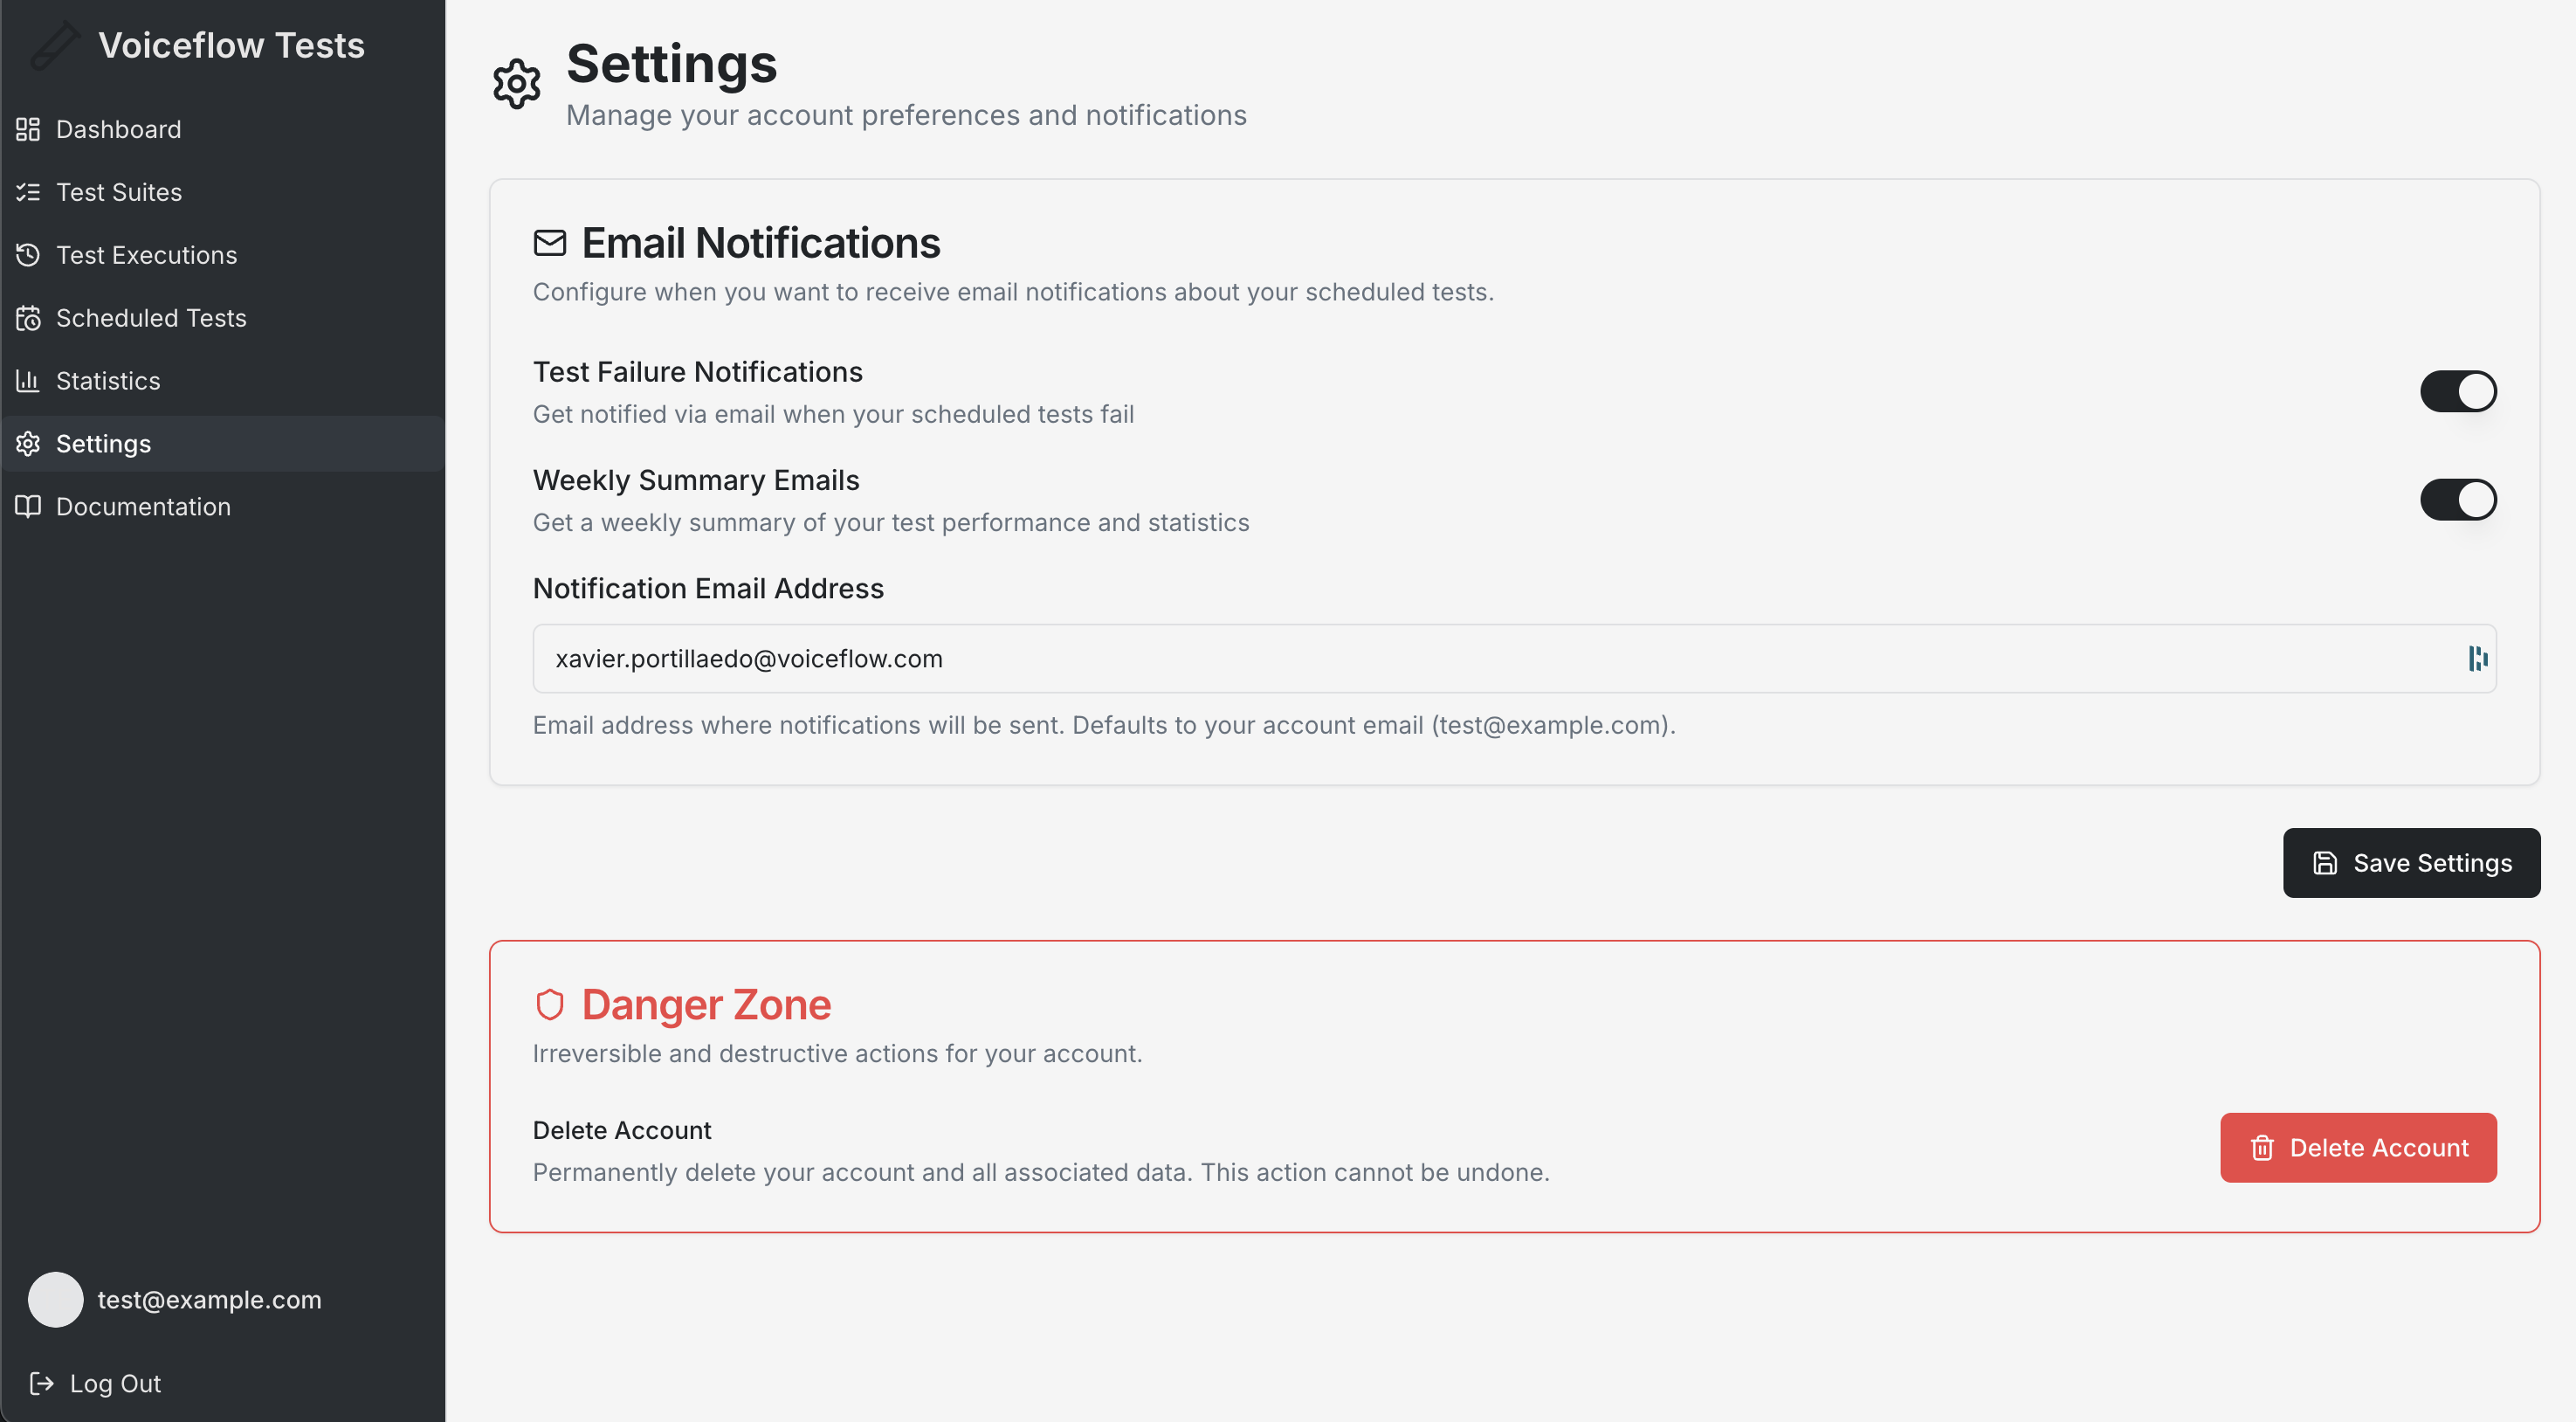 Voiceflow Tests
Dashboard
Test Suites
Test Executions
Scheduled Tests
Statistics
Settings
Documentation
test@example.com
Log Out
Settings
Manage your account preferences and notifications
Email Notifications
Configure when you want to receive email notifications about your scheduled tests.
Test Failure Notifications
Get notified via email when your scheduled tests fail
Weekly Summary Emails
Get a weekly summary of your test performance and statistics
Notification Email Address
xavier.portillaedo@voiceflow.com
Email address where notifications will be sent. Defaults to your account email (test@example.com).
Save Settings
Danger Zone
Irreversible and destructive actions for your account.
Delete Account
Permanently delete your account and all associated data. This action cannot be undone.
Delete Account